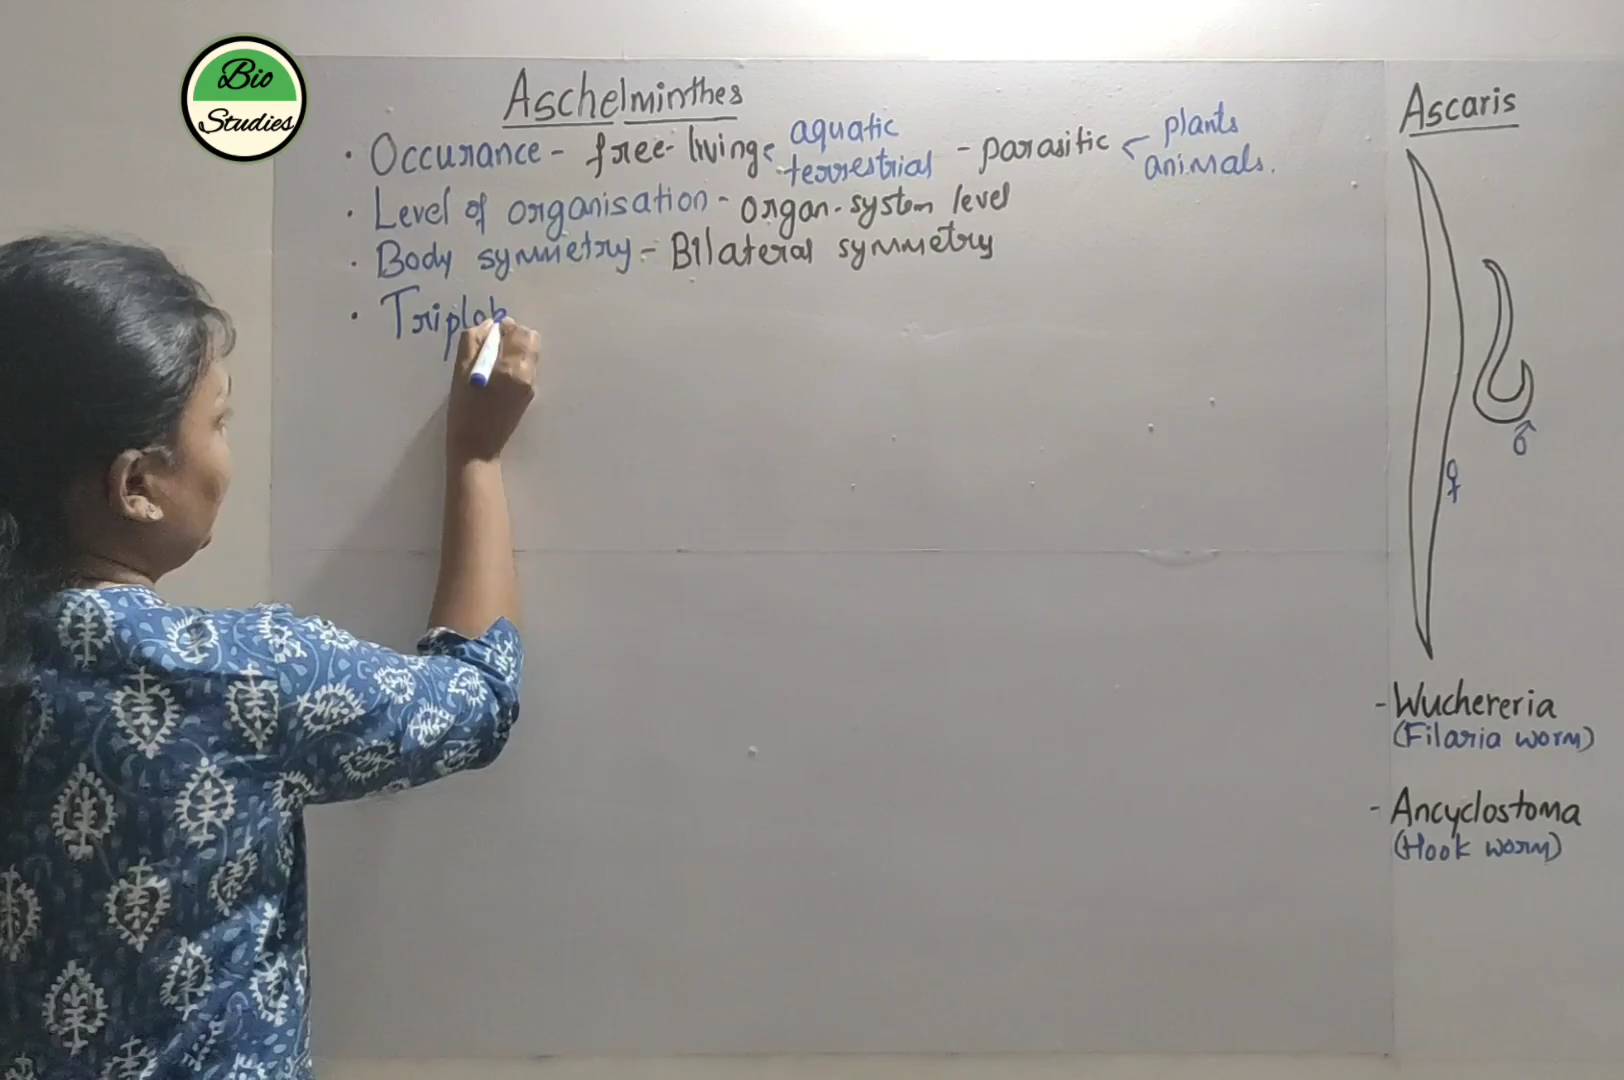 Bio
Studies
Aschelminthes
• Occurance - free-living < aquatic terrestrial - parasitic < plants animals.
• Level of organisation - organ-system level
• Body symmetry - Bilateral symmetry
• Triplob
Ascaris
♀
♂
- Wuchereria
(Filaria worm)
- Ancyclostoma
(Hook worm)